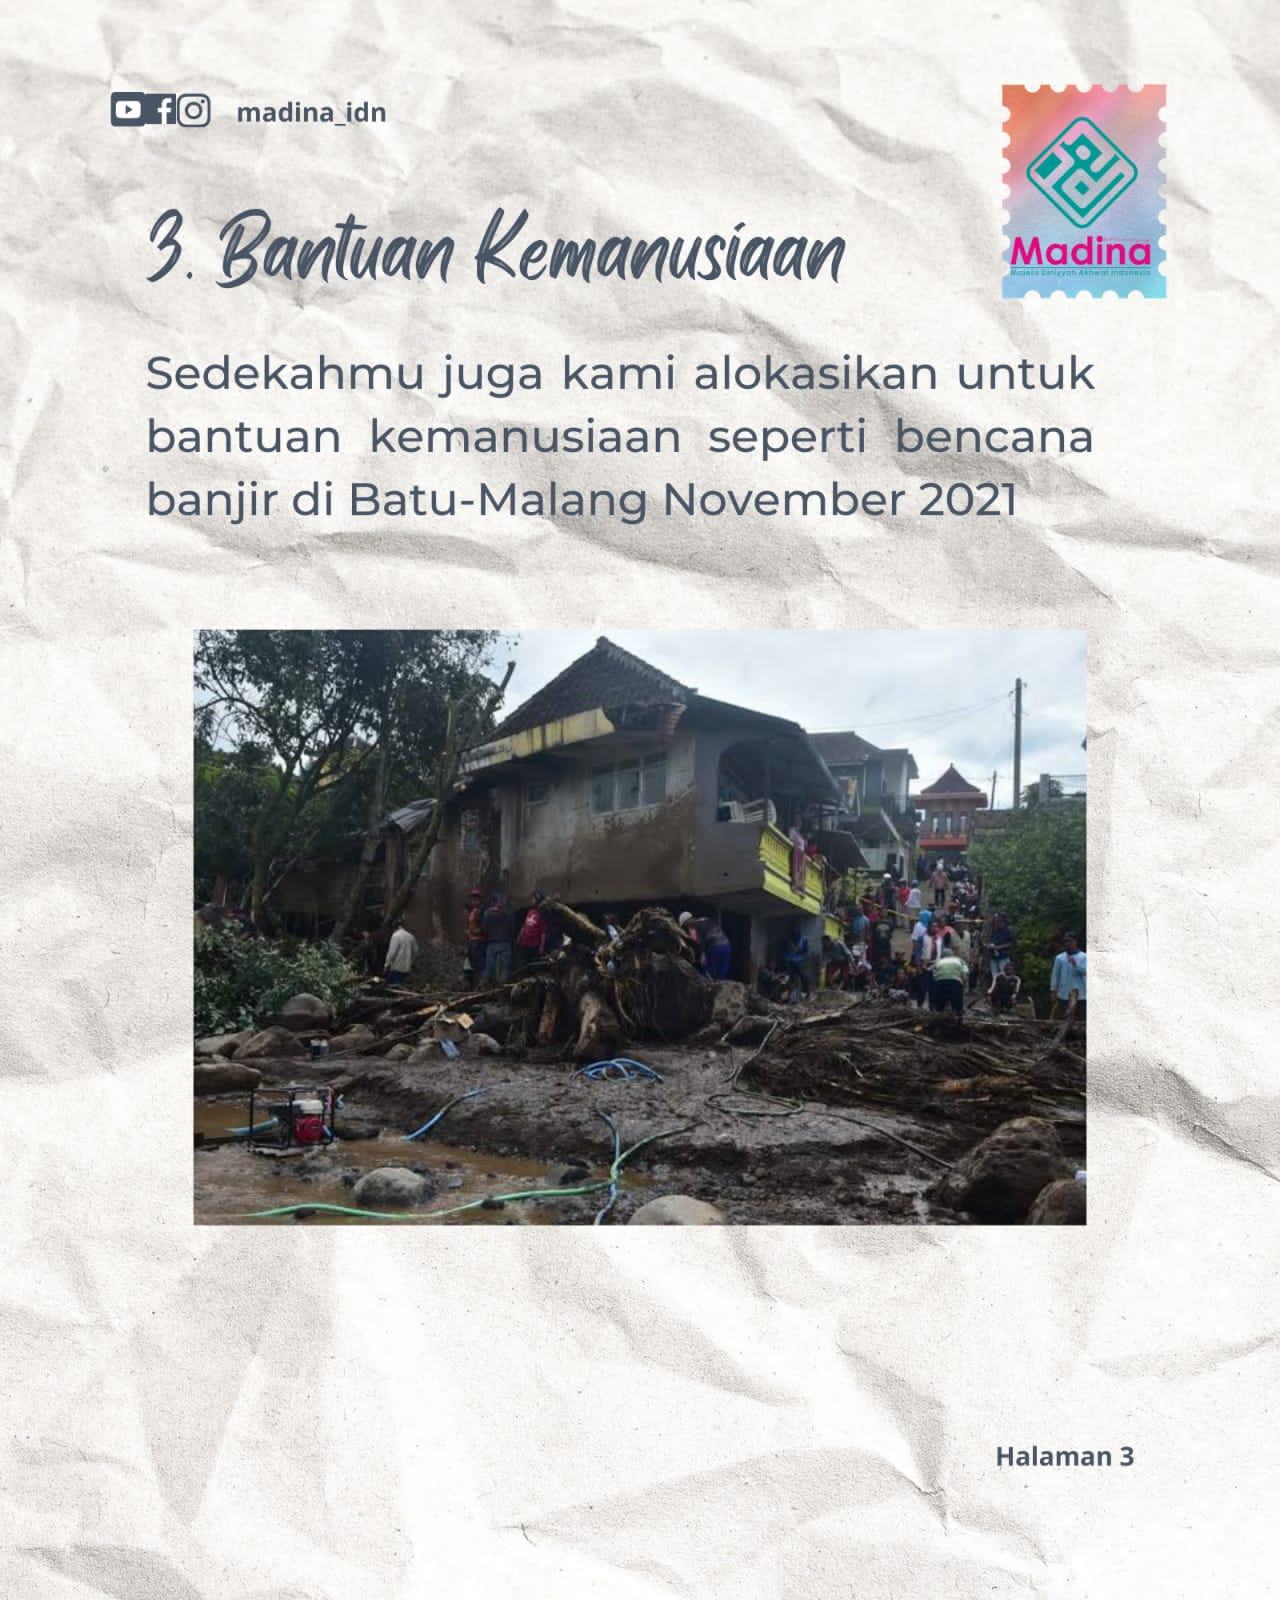 madina_idn
Madina
Majelis Diniyyah Akhwat Indonesia
3. Bantuan Kemanusiaan
Sedekahmu juga kami alokasikan untuk
bantuan kemanusiaan seperti bencana
banjir di Batu-Malang November 2021
Halaman 3